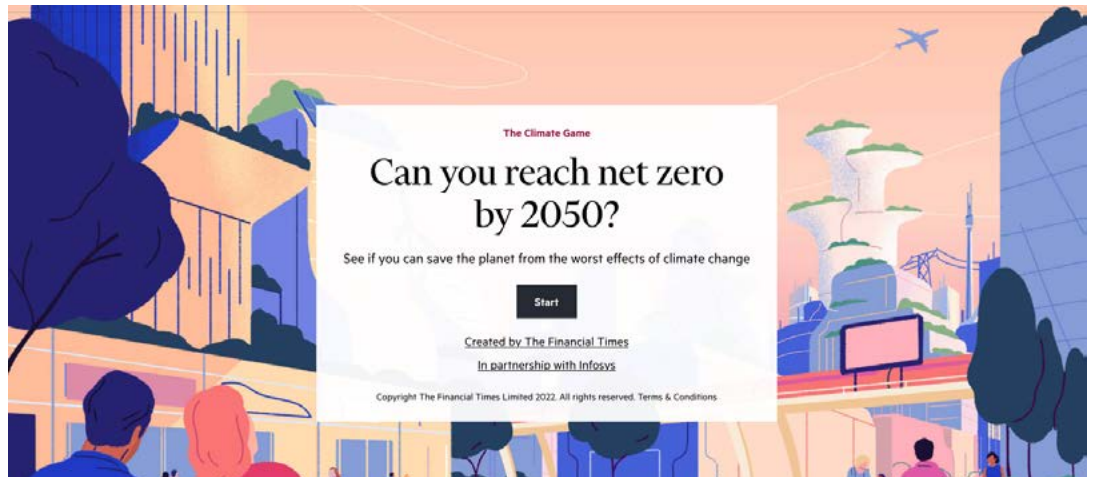 The Climate Game
Can you reach net zero
by 2050?
See if you can save the planet from the worst effects of climate change
Start
Created by The Financial Times
In partnership with Infosys
Copyright The Financial Times Limited 2022. All rights reserved. Terms & Conditions